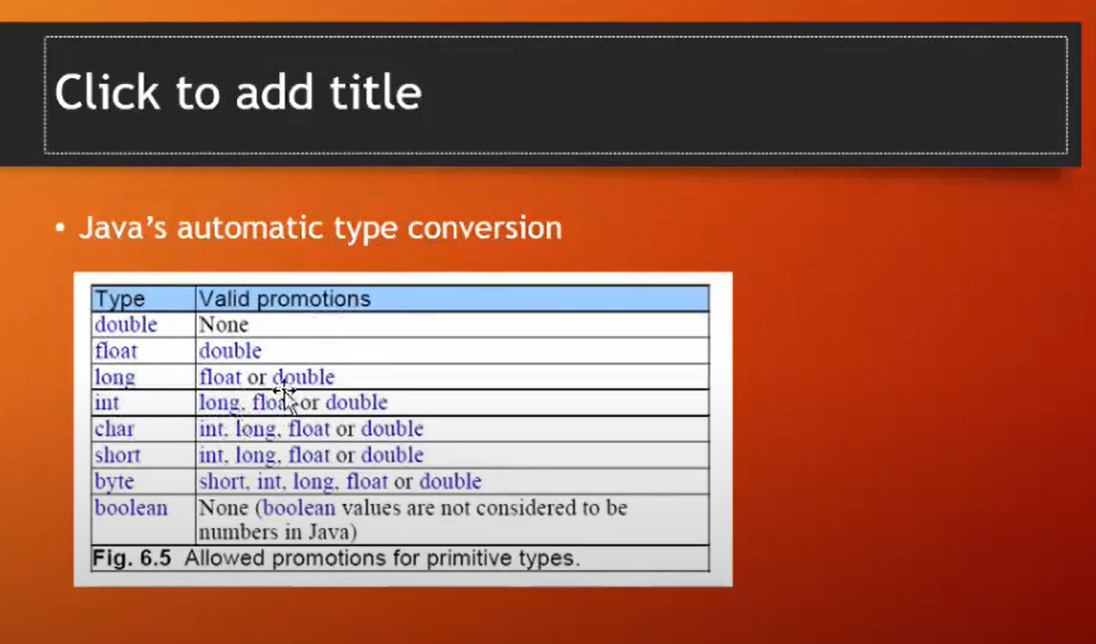 Click to add title
• Java's automatic type conversion
Type Valid promotions
double None
float double
long float or double
int long, float or double
char int, long, float or double
short int, long, float or double
byte short, int, long, float or double
boolean None (boolean values are not considered to be
numbers in Java)
Fig. 6.5 Allowed promotions for primitive types.